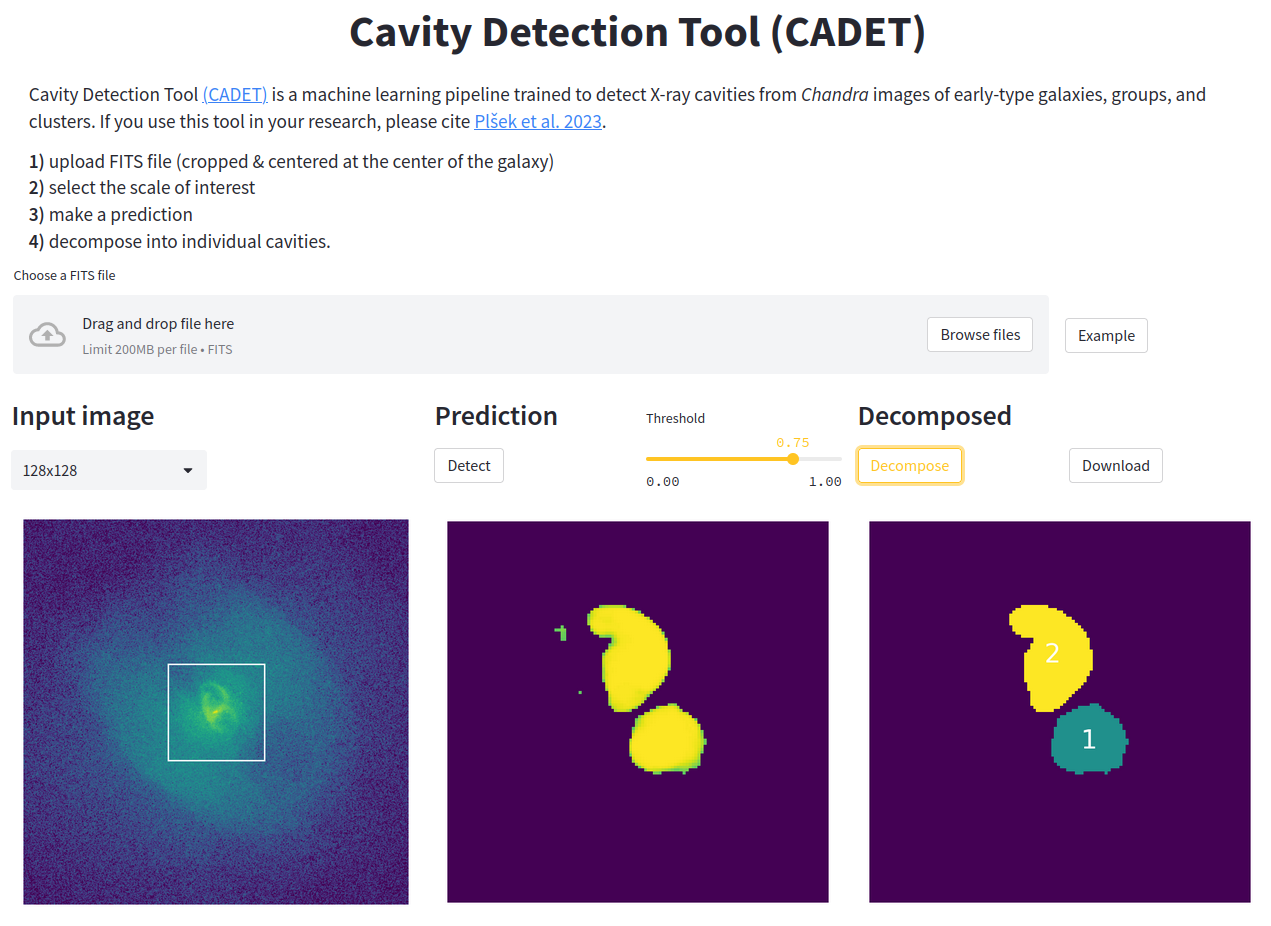 Cavity Detection Tool (CADET)
Cavity Detection Tool (CADET) is a machine learning pipeline trained to detect X-ray cavities from Chandra images of early-type galaxies, groups, and
clusters. If you use this tool in your research, please cite Plšek et al. 2023.
1) upload FITS file (cropped & centered at the center of the galaxy)
2) select the scale of interest
3) make a prediction
4) decompose into individual cavities.
Choose a FITS file
Drag and drop file here
Limit 200MB per file • FITS
Browse files
Example
Input image
128x128
Prediction
Detect
Threshold
0.75
0.00 1.00
Decomposed
Decompose
Download
2
1